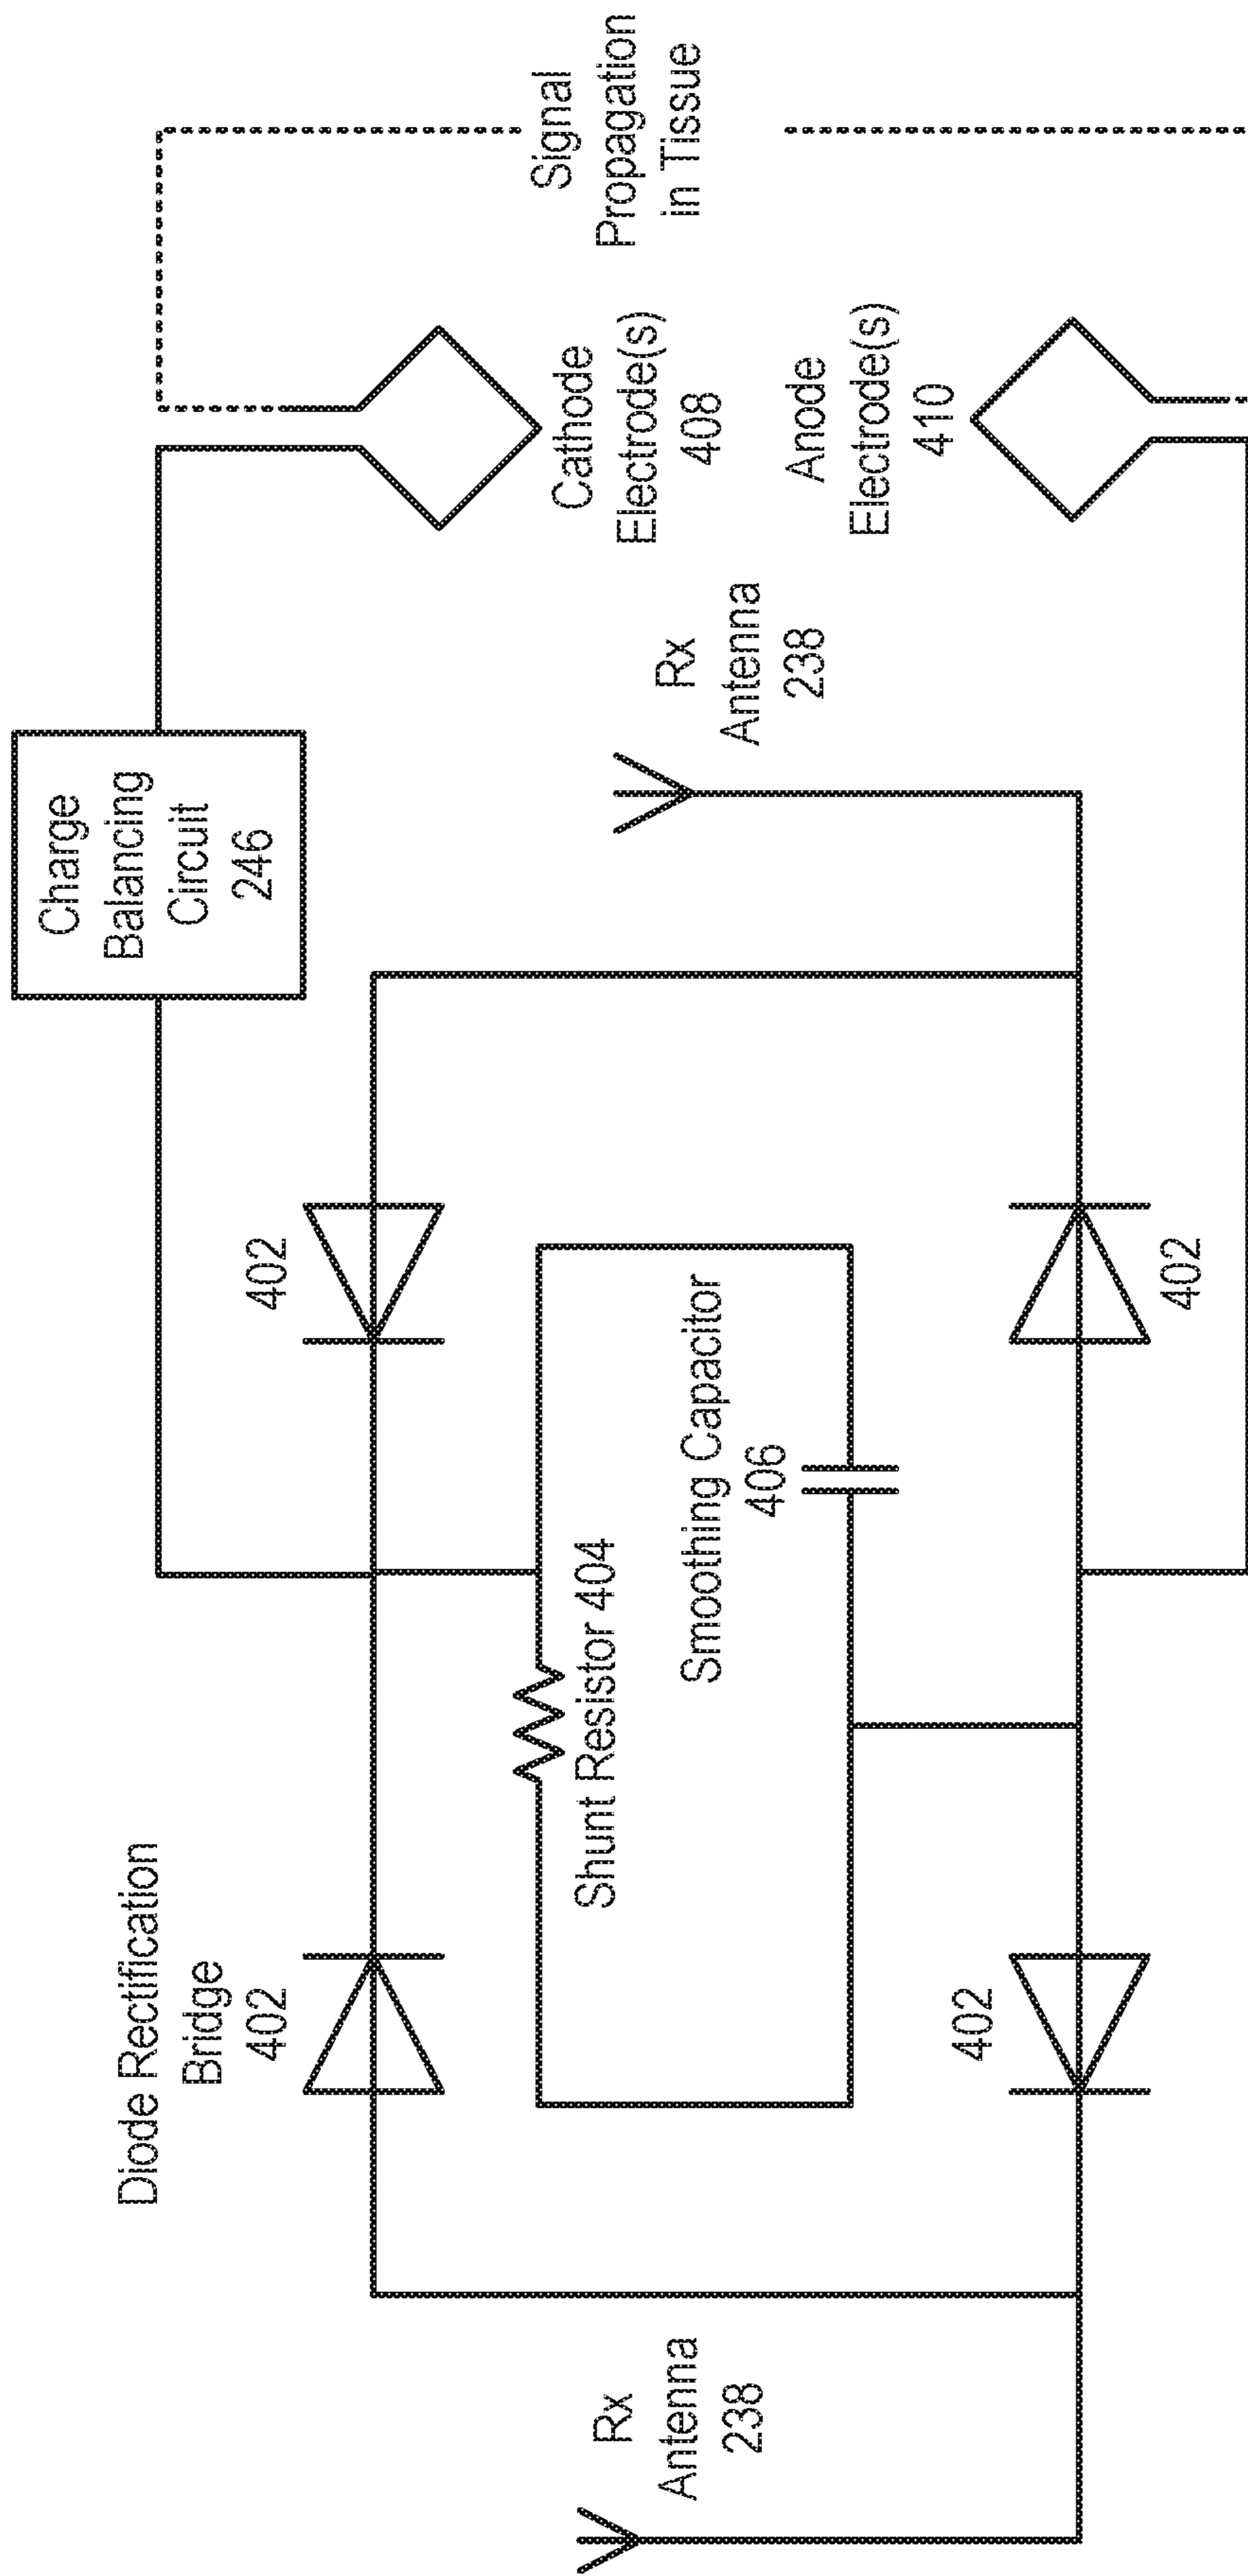 Diode Rectification
Bridge
402
402
Charge
Balancing
Circuit
246
Shunt Resistor 404
Smoothing Capacitor
406
402
402
Rx
Antenna
238
Rx
Antenna
238
Cathode
Electrode(s)
408
Anode
Electrode(s)
410
Signal
Propagation
in Tissue